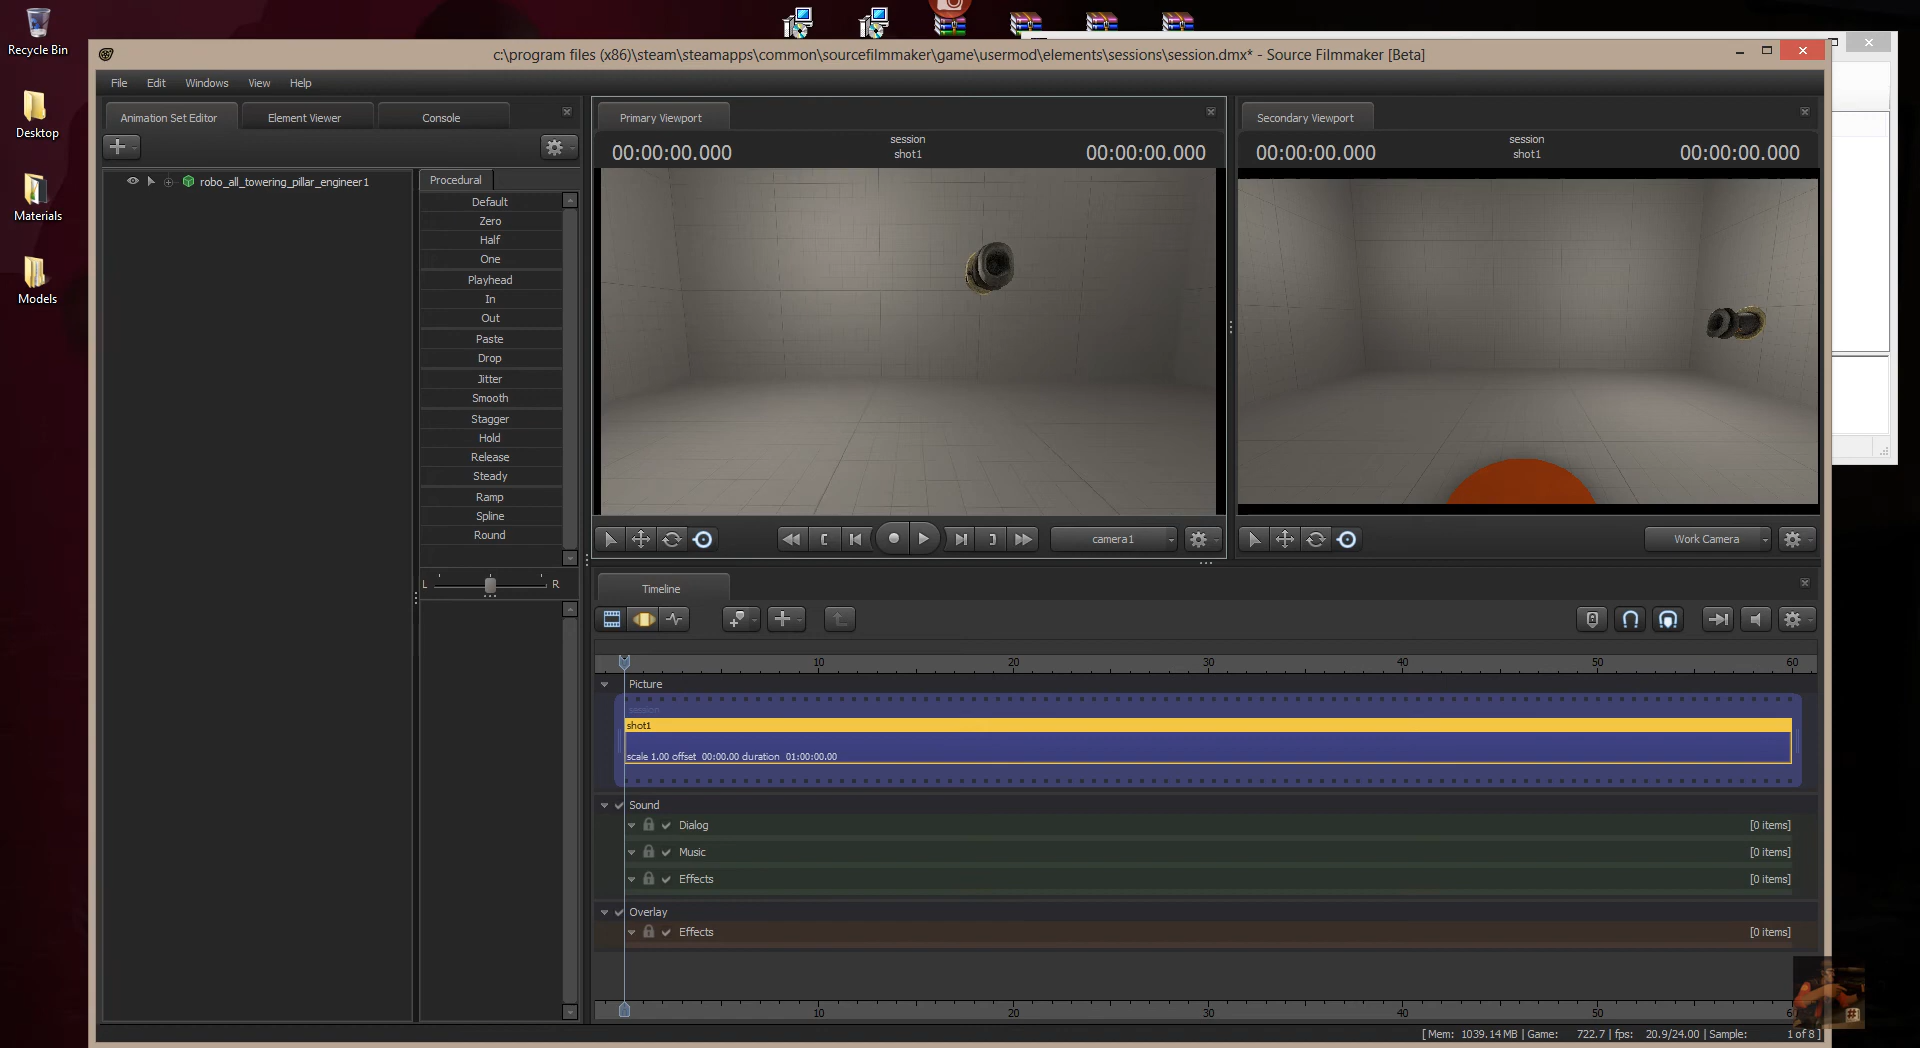 Recycle Bin
Desktop
Materials
Models
c:\program files (x86)\steam\steamapps\common\sourcefilmmaker\game\usermod\elements\sessions\session.dmx* - Source Filmmaker [Beta]
File Edit Windows View Help
Animation Set Editor Element Viewer Console
robo_all_towering_pillar_engineer1
Procedural
Default
Zero
Half
One
Playhead
In
Out
Paste
Drop
Jitter
Smooth
Stagger
Hold
Release
Steady
Ramp
Spline
Round
L R
Primary Viewport
session
00:00:00.000 shot1 00:00:00.000
camera1
Secondary Viewport
session
00:00:00.000 shot1 00:00:00.000
Work Camera
Timeline
10 20 30 40 50 60
Picture
session
shot1
scale 1.00 offset 00:00.00 duration 01:00:00.00
Sound
Dialog [0 items]
Music [0 items]
Effects [0 items]
Overlay
Effects [0 items]
10 20 30 40 50
[ Mem: 1039.14 MB | Game: 722.7 | fps: 20.9/24.00 | Sample: 1 of 8 ]
#1